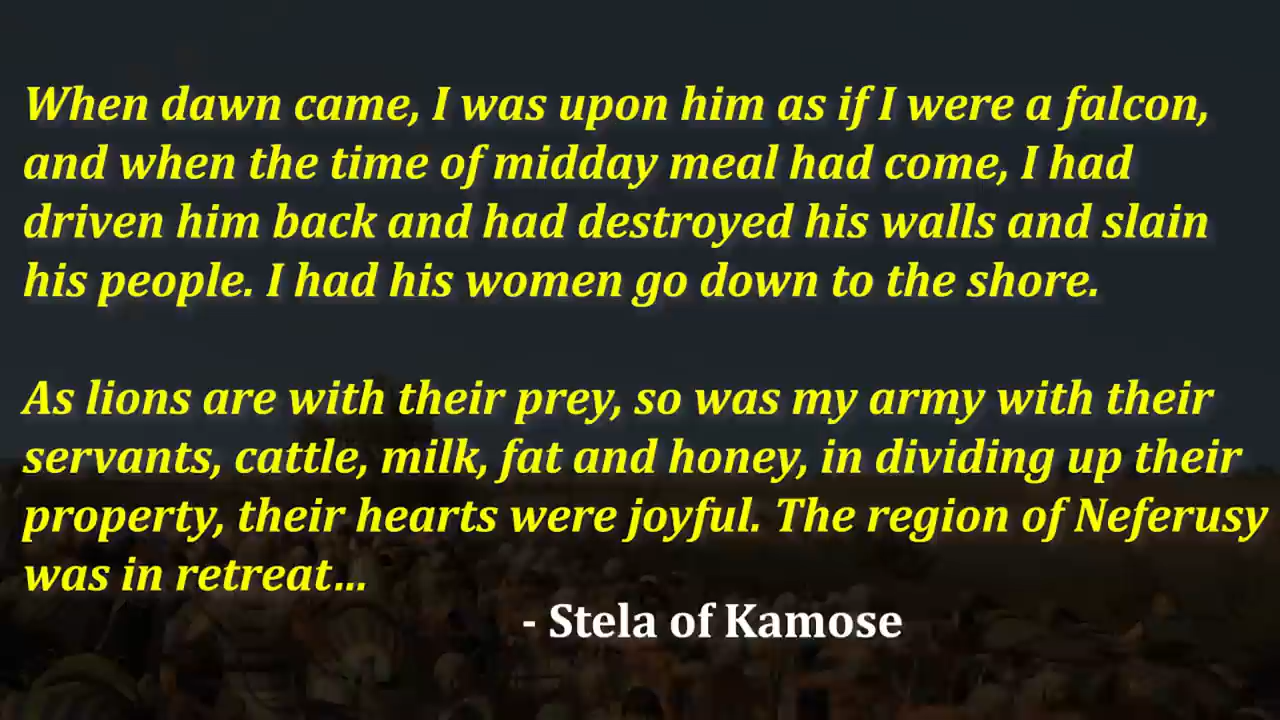 When dawn came, I was upon him as if I were a falcon,
and when the time of midday meal had come, I had
driven him back and had destroyed his walls and slain
his people. I had his women go down to the shore.
As lions are with their prey, so was my army with their
servants, cattle, milk, fat and honey, in dividing up their
property, their hearts were joyful. The region of Neferusy
was in retreat...
- Stela of Kamose